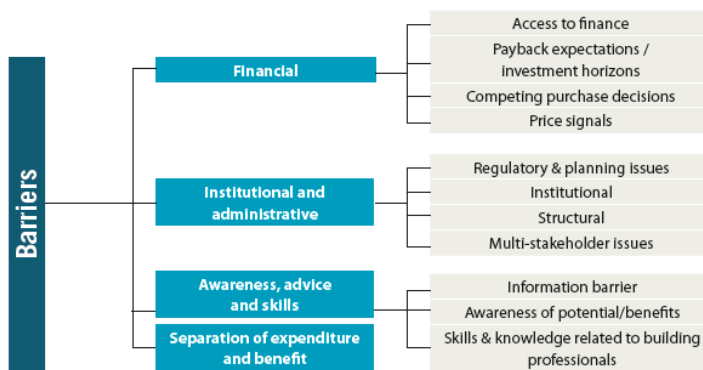 Barriers
Financial
Access to finance
Payback expectations /
investment horizons
Competing purchase decisions
Price signals
Institutional and
administrative
Regulatory & planning issues
Institutional
Structural
Multi-stakeholder issues
Awareness, advice
and skills
Information barrier
Awareness of potential/benefits
Skills & knowledge related to building
professionals
Separation of expenditure
and benefit